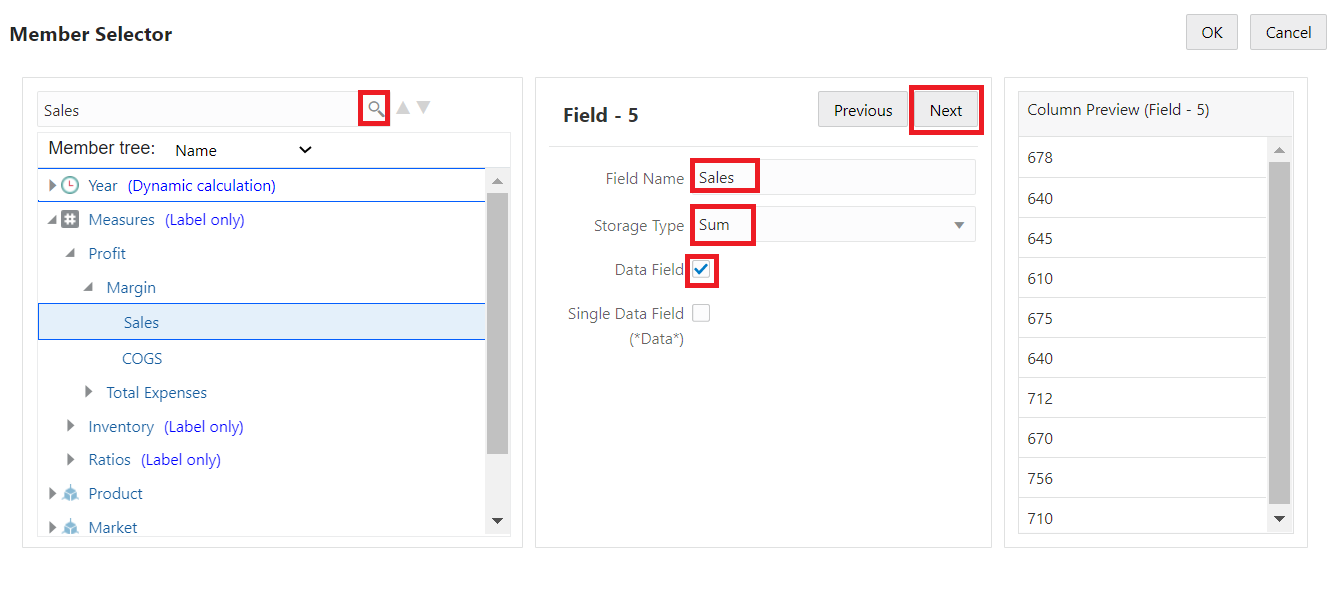 Member Selector
OK
Cancel
Sales
Member tree: Name
Year (Dynamic calculation)
Measures (Label only)
Profit
Margin
Sales
COGS
Total Expenses
Inventory (Label only)
Ratios (Label only)
Product
Market
Field - 5
Previous
Next
Field Name Sales
Storage Type Sum
Data Field
Single Data Field
(*Data*)
Column Preview (Field - 5)
678
640
645
610
675
640
712
670
756
710